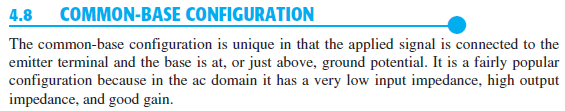 4.8 COMMON-BASE CONFIGURATION
The common-base configuration is unique in that the applied signal is connected to the
emitter terminal and the base is at, or just above, ground potential. It is a fairly popular
configuration because in the ac domain it has a very low input impedance, high output
impedance, and good gain.